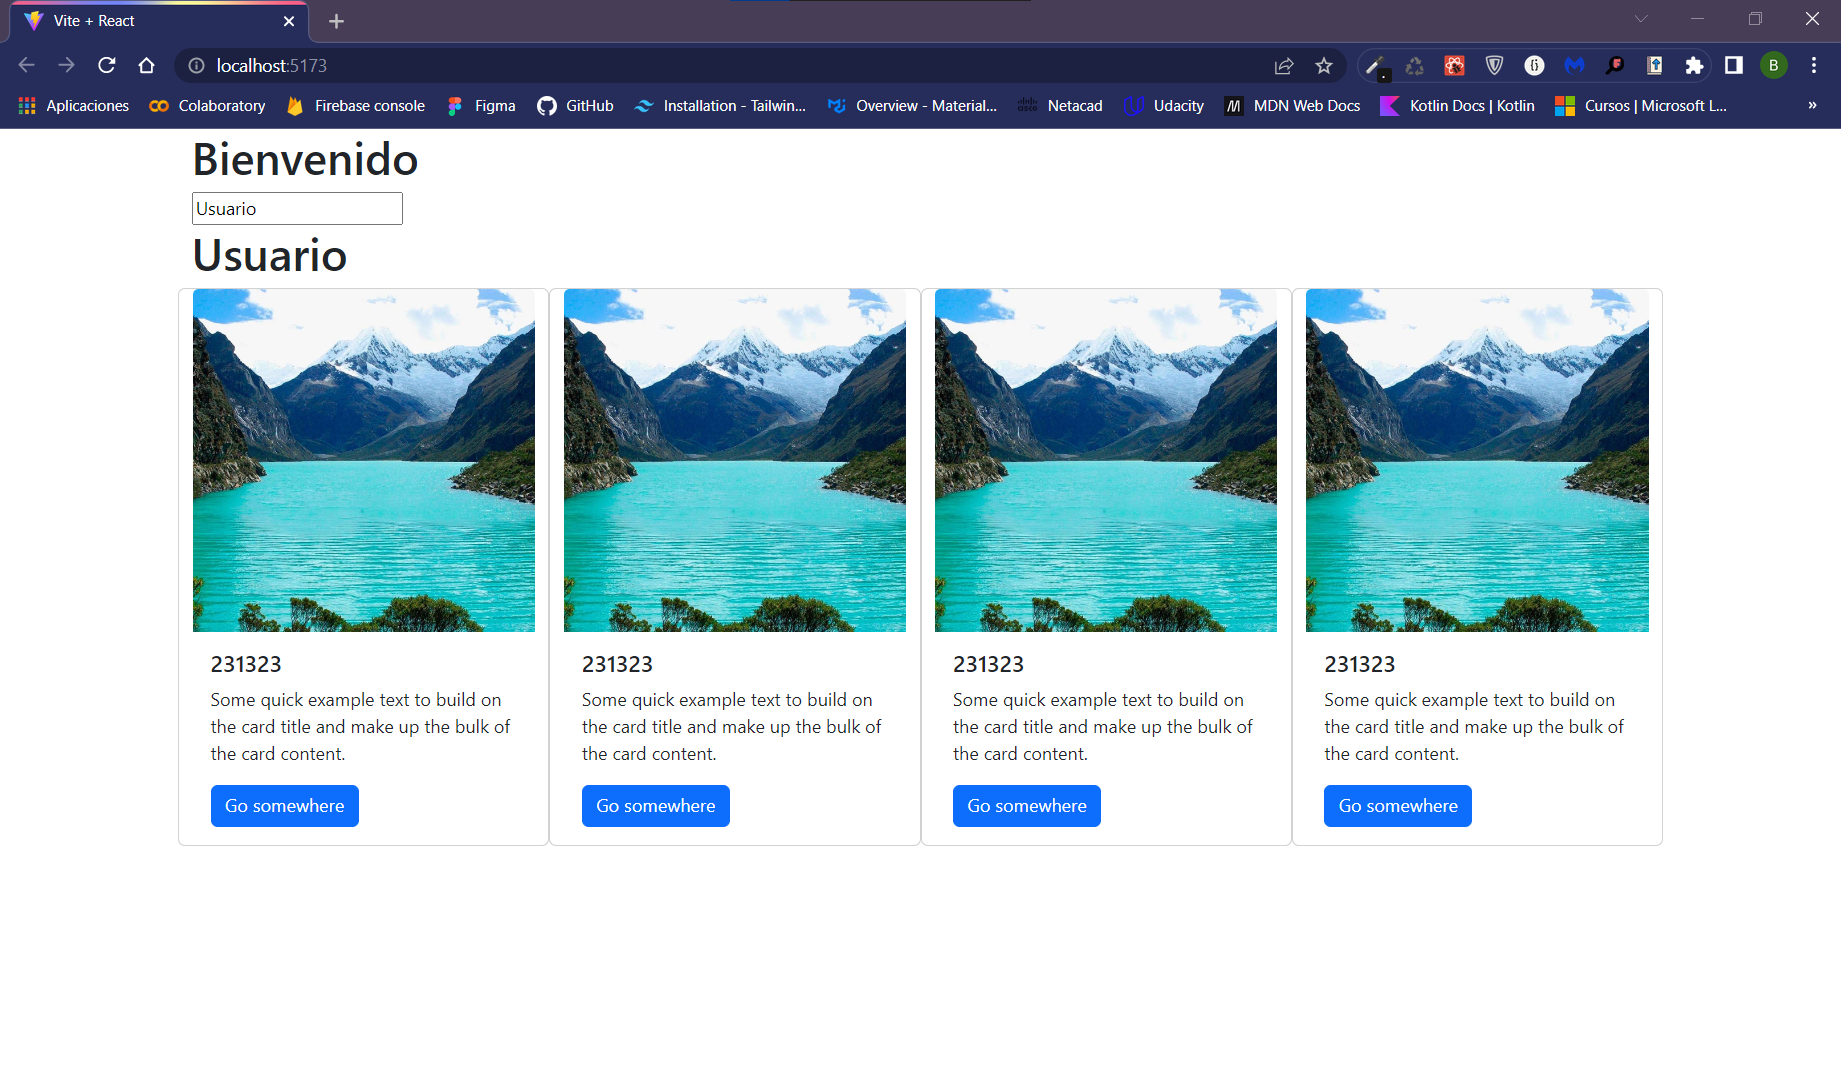 Vite + React
localhost:5173
B
Aplicaciones
Colaboratory
Firebase console
Figma
GitHub
Installation - Tailwin...
Overview - Material...
Netacad
Udacity
MDN Web Docs
Kotlin Docs | Kotlin
Cursos | Microsoft L...
»
Bienvenido
Usuario
Usuario
231323
Some quick example text to build on
the card title and make up the bulk of
the card content.
Go somewhere
231323
Some quick example text to build on
the card title and make up the bulk of
the card content.
Go somewhere
231323
Some quick example text to build on
the card title and make up the bulk of
the card content.
Go somewhere
231323
Some quick example text to build on
the card title and make up the bulk of
the card content.
Go somewhere